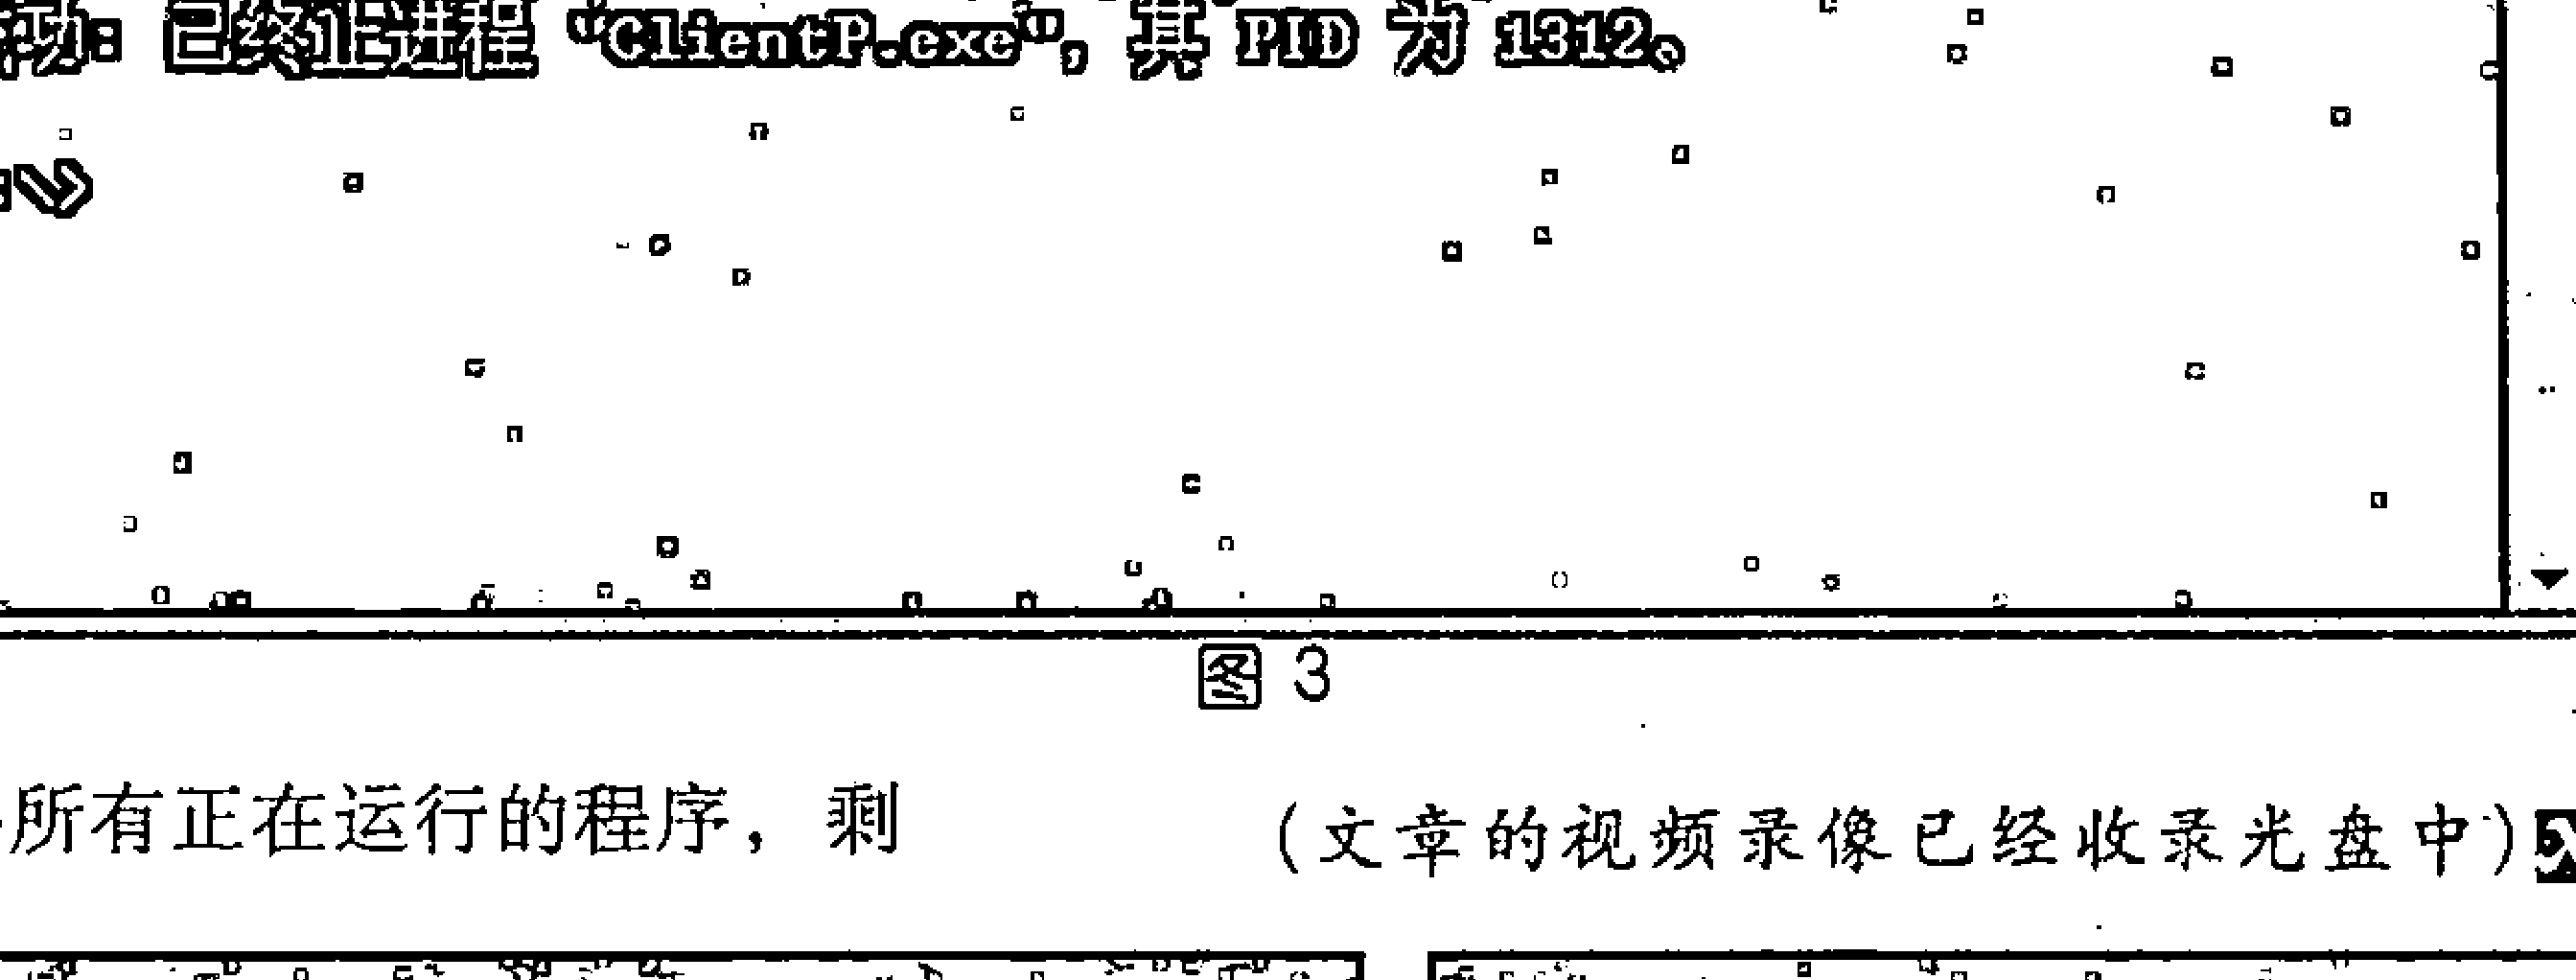 功: 已终止进程 "ClientP.exe", 其 PID 为 1312。
图 3
所有正在运行的程序，剩
(文章的视频录像已经收录光盘中)